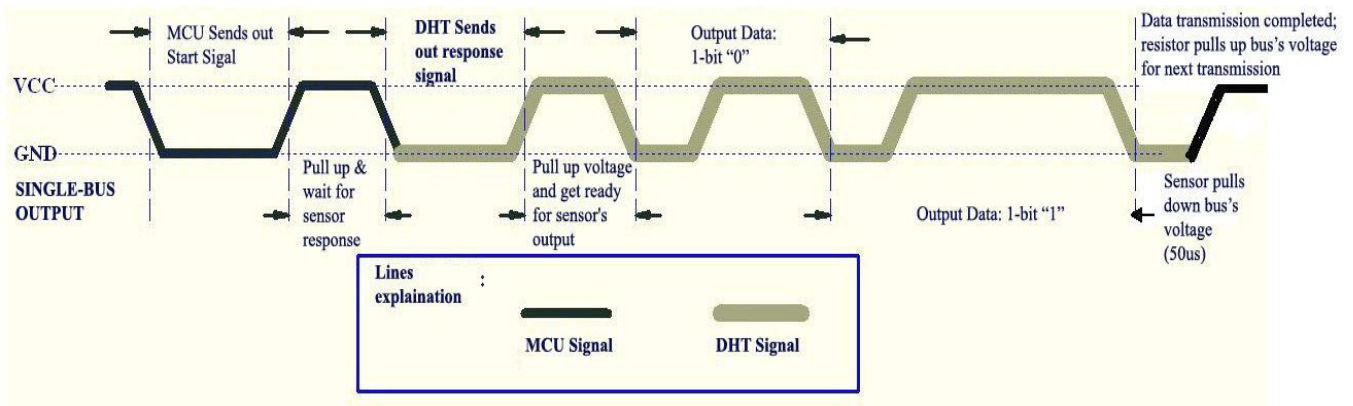 MCU Sends out
Start Sigal
DHT Sends
out response
signal
Output Data:
1-bit “0”
Data transmission completed;
resistor pulls up bus’s voltage
for next transmission
VCC
GND
SINGLE-BUS
OUTPUT
Pull up &
wait for
sensor
response
Pull up voltage
and get ready
for sensor's
output
Output Data: 1-bit “1”
Sensor pulls
down bus’s
voltage
(50us)
Lines
explaination :
MCU Signal
DHT Signal